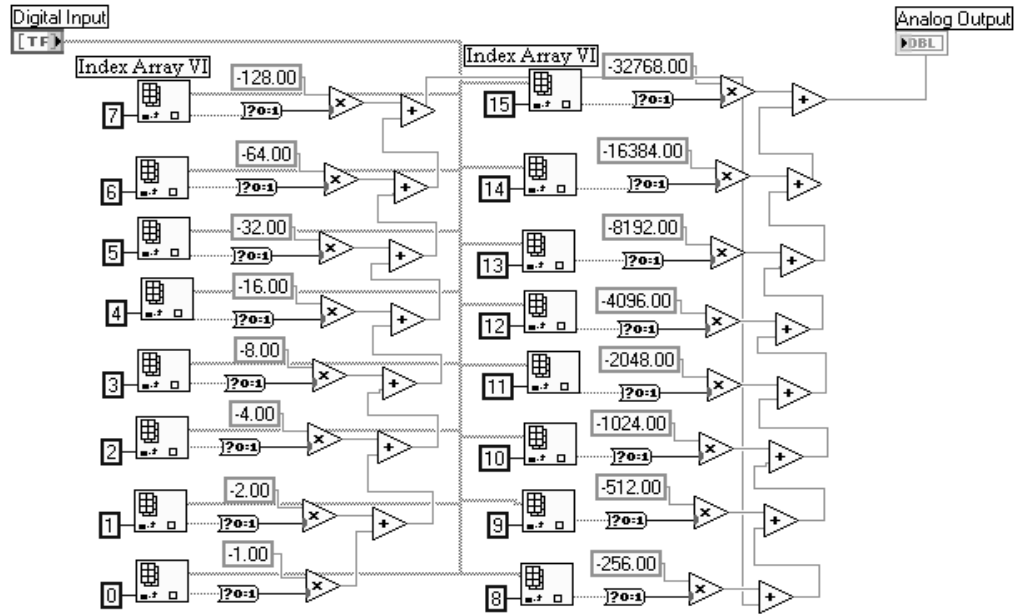 Digital Input
Analog Output
[TF]
DBL
Index Array VI
Index Array VI
-128.00
-32768.00
7
]?0:1)
15
]?0:1)
x
+
x
+
-64.00
-16384.00
6
]?0:1)
14
]?0:1)
x
+
x
+
-32.00
-8192.00
5
]?0:1)
13
]?0:1)
x
+
x
+
-16.00
-4096.00
4
]?0:1)
12
]?0:1)
x
+
x
+
-8.00
-2048.00
3
]?0:1)
11
]?0:1)
x
+
x
+
-4.00
-1024.00
2
]?0:1)
10
]?0:1)
x
+
x
+
-2.00
-512.00
1
]?0:1)
9
]?0:1)
x
+
x
+
-1.00
-256.00
0
]?0:1)
8
]?0:1)
x
x
+